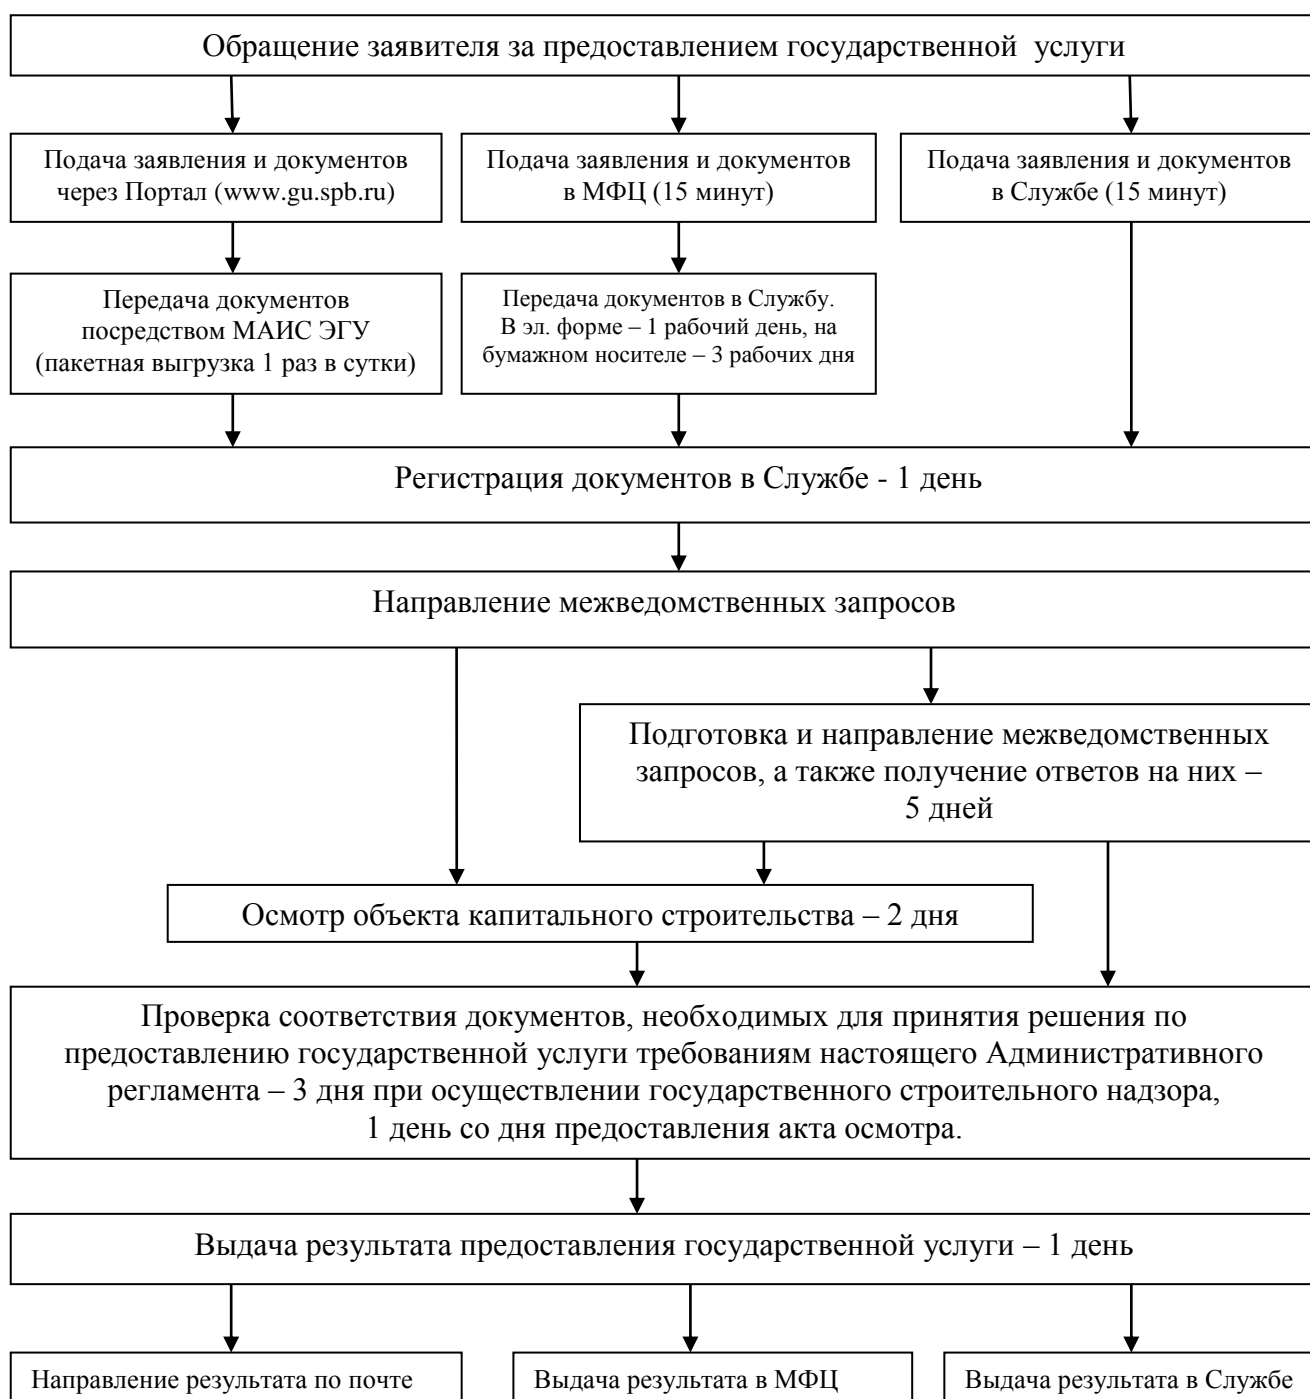 Обращение заявителя за предоставлением государственной услуги
Подача заявления и документов
через Портал (www.gu.spb.ru)
Подача заявления и документов
в МФЦ (15 минут)
Подача заявления и документов
в Службе (15 минут)
Передача документов
посредством МАИС ЭГУ
(пакетная выгрузка 1 раз в сутки)
Передача документов в Службу.
В эл. форме – 1 рабочий день, на
бумажном носителе – 3 рабочих дня
Регистрация документов в Службе - 1 день
Направление межведомственных запросов
Подготовка и направление межведомственных
запросов, а также получение ответов на них –
5 дней
Осмотр объекта капитального строительства – 2 дня
Проверка соответствия документов, необходимых для принятия решения по
предоставлению государственной услуги требованиям настоящего Административного
регламента – 3 дня при осуществлении государственного строительного надзора,
1 день со дня предоставления акта осмотра.
Выдача результата предоставления государственной услуги – 1 день
Направление результата по почте
Выдача результата в МФЦ
Выдача результата в Службе